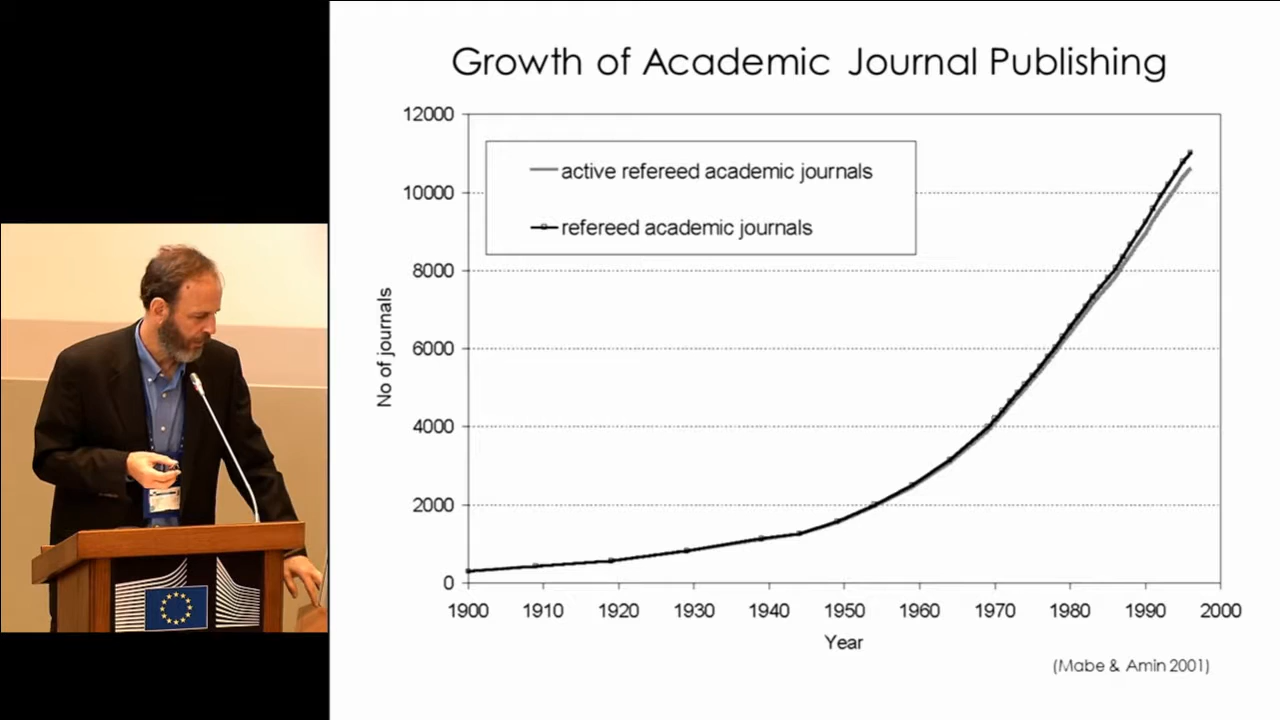 Growth of Academic Journal Publishing
12000
10000
8000
6000
4000
2000
0
active refereed academic journals
refereed academic journals
No of journals
1900 1910 1920 1930 1940 1950 1960 1970 1980 1990 2000
Year
(Mabe & Amin 2001)